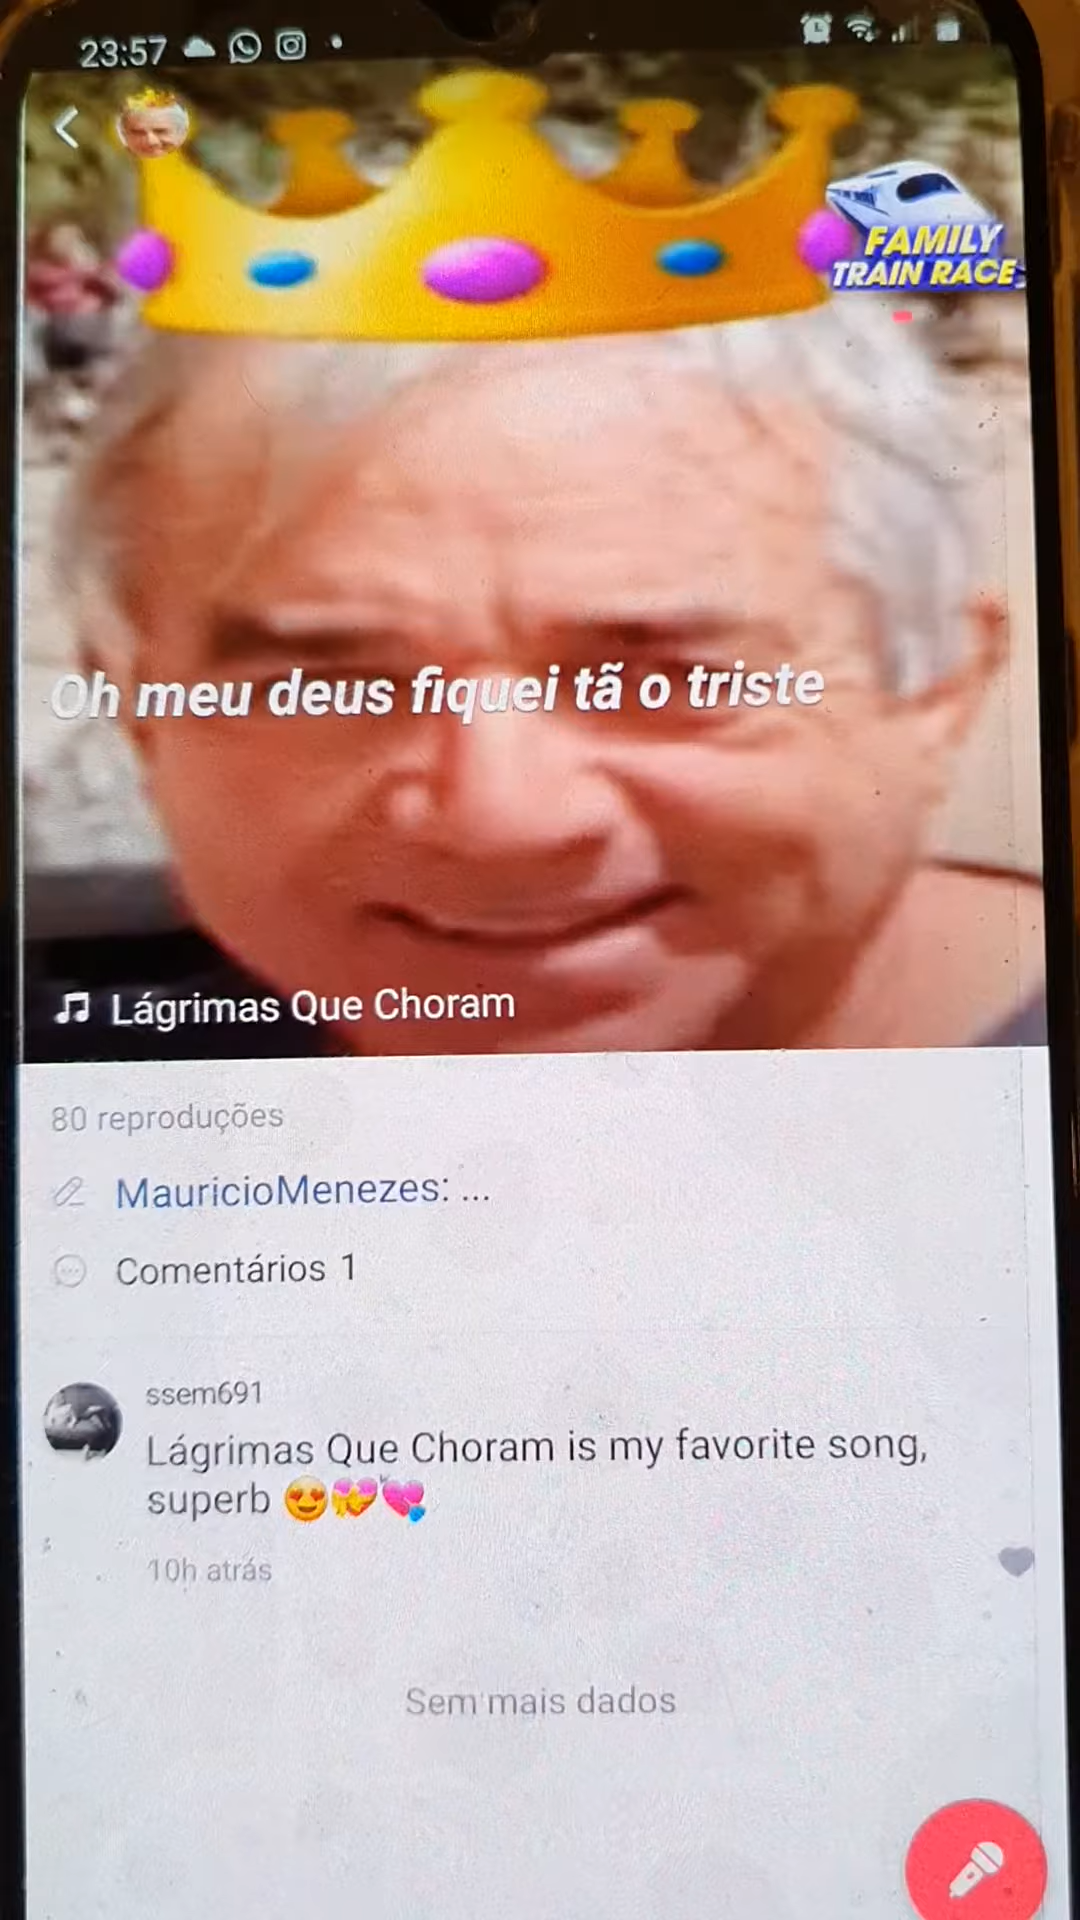 23:57
FAMILY
TRAIN RACE
Oh meu deus fiquei tã o triste
Lágrimas Que Choram
80 reproduções
MauricioMenezes: ...
Comentários 1
ssem691
Lágrimas Que Choram is my favorite song,
superb 😍💝💘
10h atrás
Sem mais dados